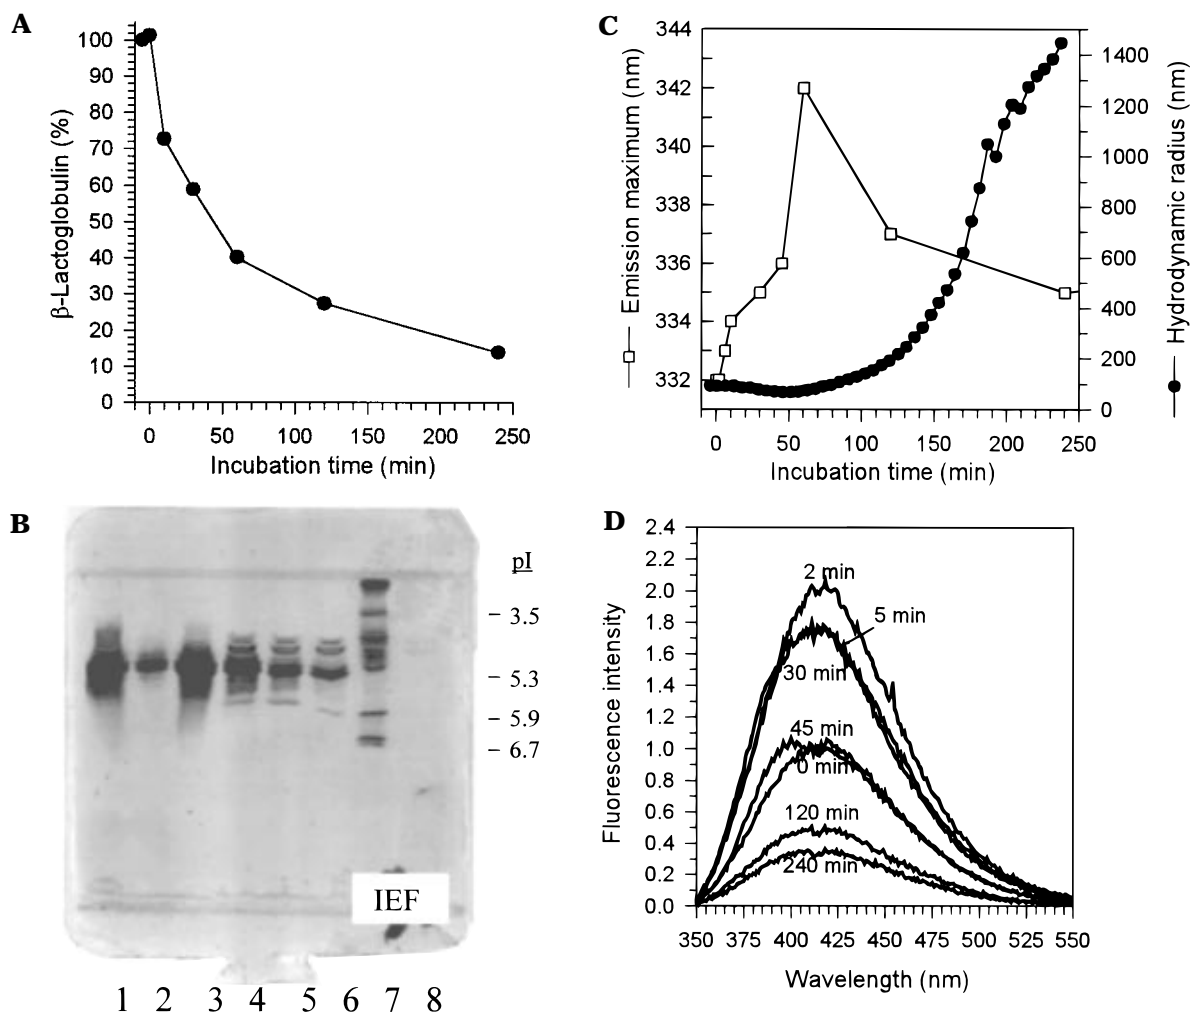 A
β-Lactoglobulin (%)
100
90
80
70
60
50
40
30
20
10
0
0 50 100 150 200 250
Incubation time (min)
B
pI
– 3.5
– 5.3
– 5.9
– 6.7
IEF
1 2 3 4 5 6 7 8
C
Emission maximum (nm)
344
342
340
338
336
334
332
1400
1200
1000
800
600
400
200
0
Hydrodynamic radius (nm)
0 50 100 150 200 250
Incubation time (min)
D
Fluorescence intensity
2.4
2.2
2.0
1.8
1.6
1.4
1.2
1.0
0.8
0.6
0.4
0.2
0.0
2 min
5 min
30 min
45 min
0 min
120 min
240 min
350 375 400 425 450 475 500 525 550
Wavelength (nm)